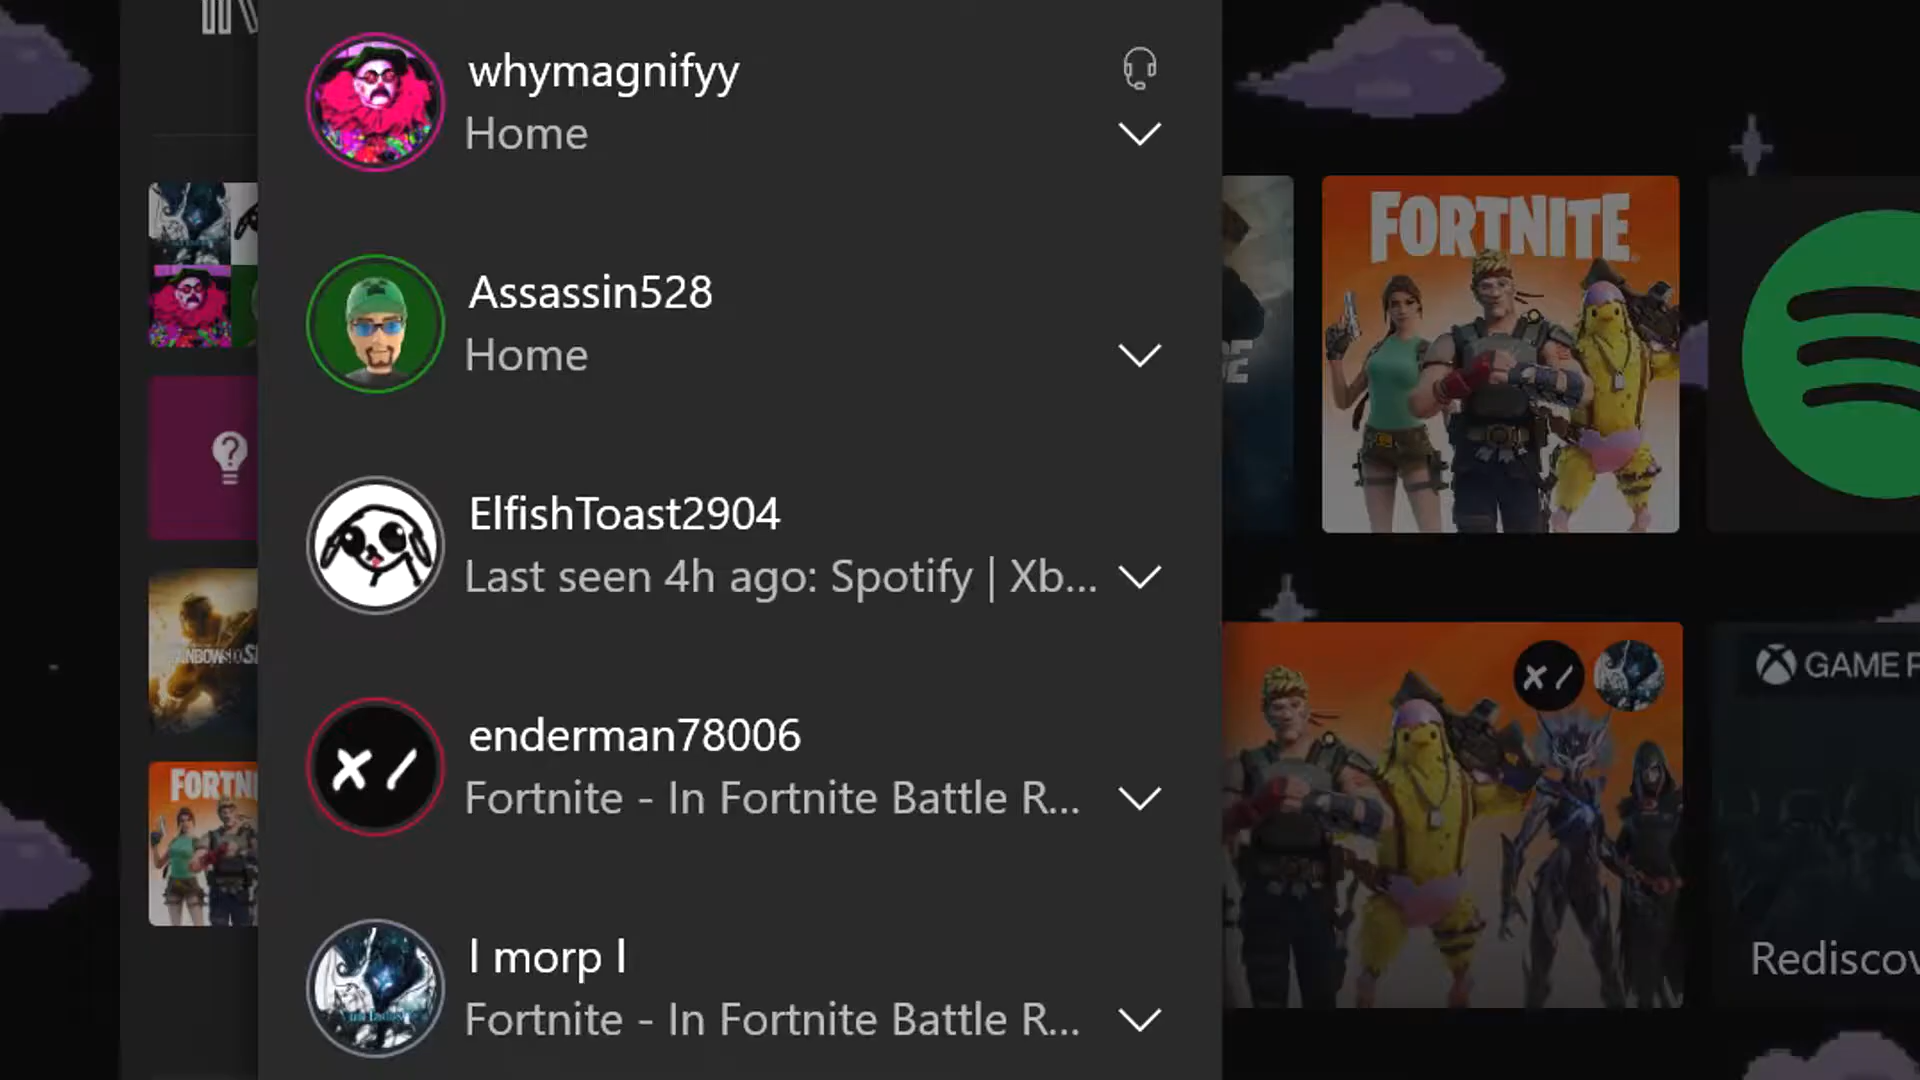 whymagnifyy
Home
Assassin528
Home
ElfishToast2904
Last seen 4h ago: Spotify | Xb...
enderman78006
Fortnite - In Fortnite Battle R...
I morp I
Fortnite - In Fortnite Battle R...
FORTNITE
GAME P
Rediscov
FORTN